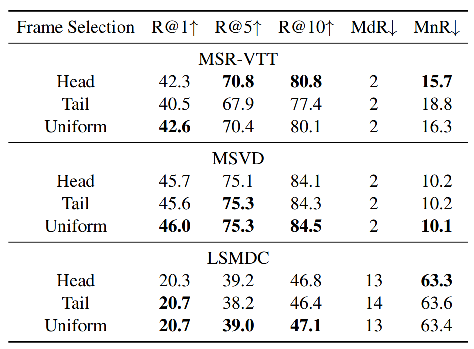 Frame Selection R@1↑ R@5↑ R@10↑ MdR↓ MnR↓
MSR-VTT
Head 42.3 70.8 80.8 2 15.7
Tail 40.5 67.9 77.4 2 18.8
Uniform 42.6 70.4 80.1 2 16.3
MSVD
Head 45.7 75.1 84.1 2 10.2
Tail 45.6 75.3 84.3 2 10.2
Uniform 46.0 75.3 84.5 2 10.1
LSMDC
Head 20.3 39.2 46.8 13 63.3
Tail 20.7 38.2 46.4 14 63.6
Uniform 20.7 39.0 47.1 13 63.4